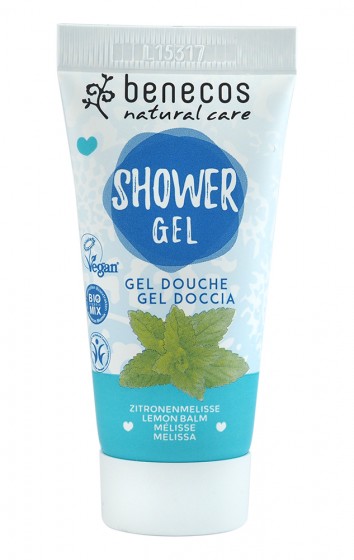 L15317
benecos
natural care
SHOWER
GEL
Vegan
GEL DOUCHE
GEL DOCCIA
BIO
MIX
ZITRONENMELISSE
LEMON BALM
MÉLISSE
MELISSA